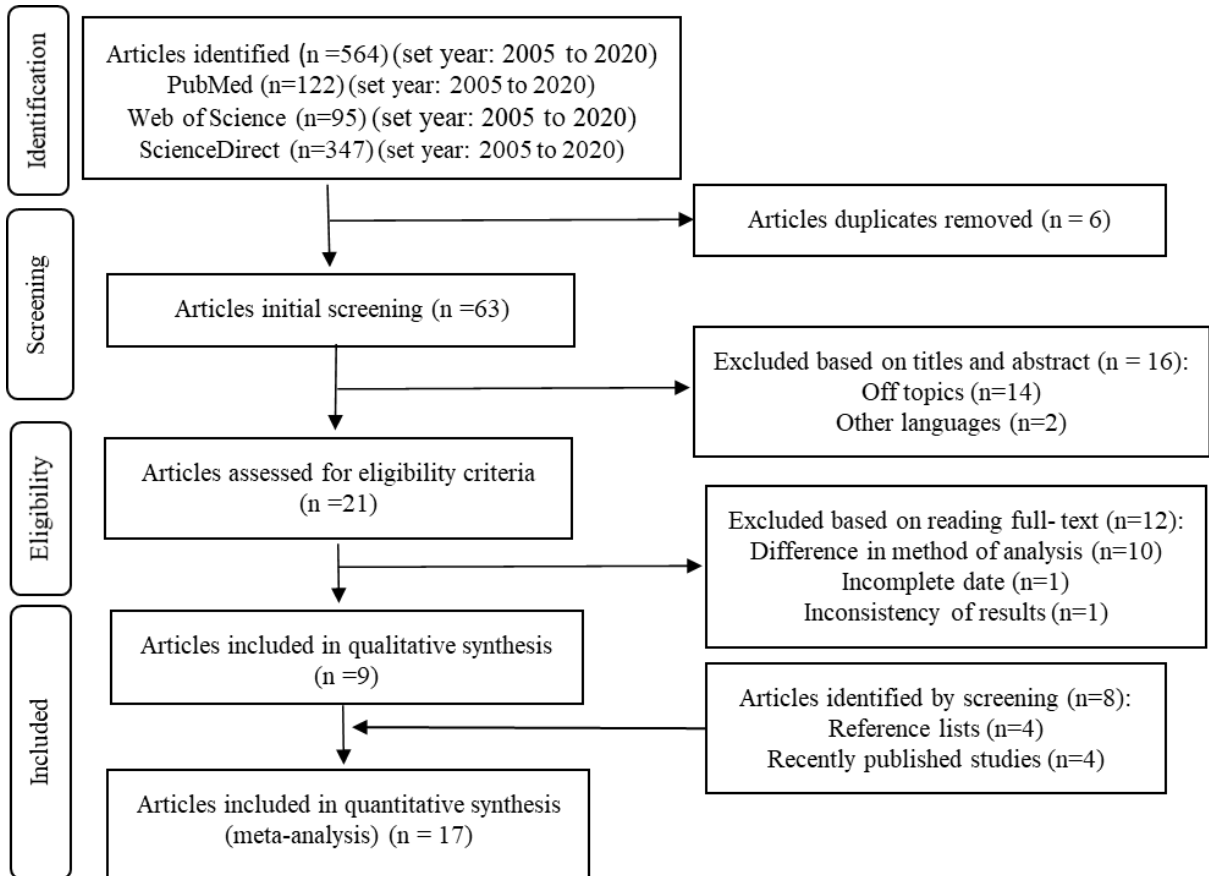 Identification
Articles identified (n =564) (set year: 2005 to 2020)
PubMed (n=122) (set year: 2005 to 2020)
Web of Science (n=95) (set year: 2005 to 2020)
ScienceDirect (n=347) (set year: 2005 to 2020)
Articles duplicates removed (n = 6)
Screening
Articles initial screening (n =63)
Excluded based on titles and abstract (n = 16):
Off topics (n=14)
Other languages (n=2)
Eligibility
Articles assessed for eligibility criteria
(n =21)
Excluded based on reading full- text (n=12):
Difference in method of analysis (n=10)
Incomplete date (n=1)
Inconsistency of results (n=1)
Included
Articles included in qualitative synthesis
(n =9)
Articles identified by screening (n=8):
Reference lists (n=4)
Recently published studies (n=4)
Articles included in quantitative synthesis
(meta-analysis) (n = 17)